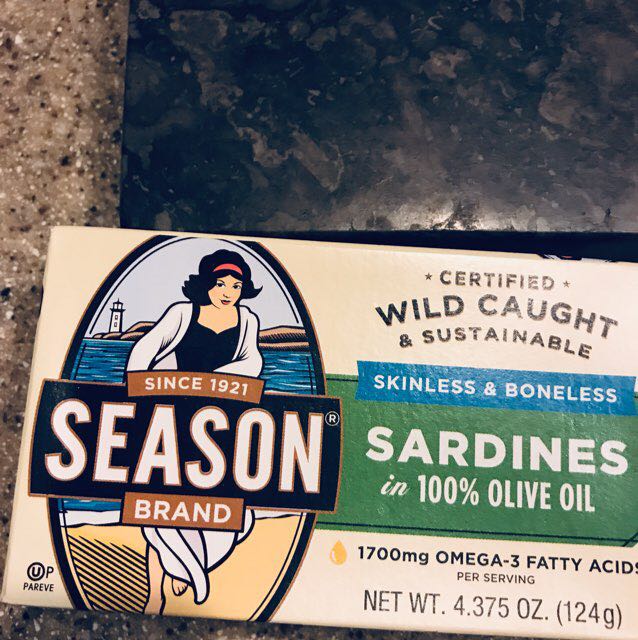 SINCE 1921
SEASON®
BRAND
UP
PAREVE
* CERTIFIED *
WILD CAUGHT
& SUSTAINABLE
SKINLESS & BONELESS
SARDINES
in 100% OLIVE OIL
1700mg OMEGA-3 FATTY ACIDS
PER SERVING
NET WT. 4.375 OZ. (124g)